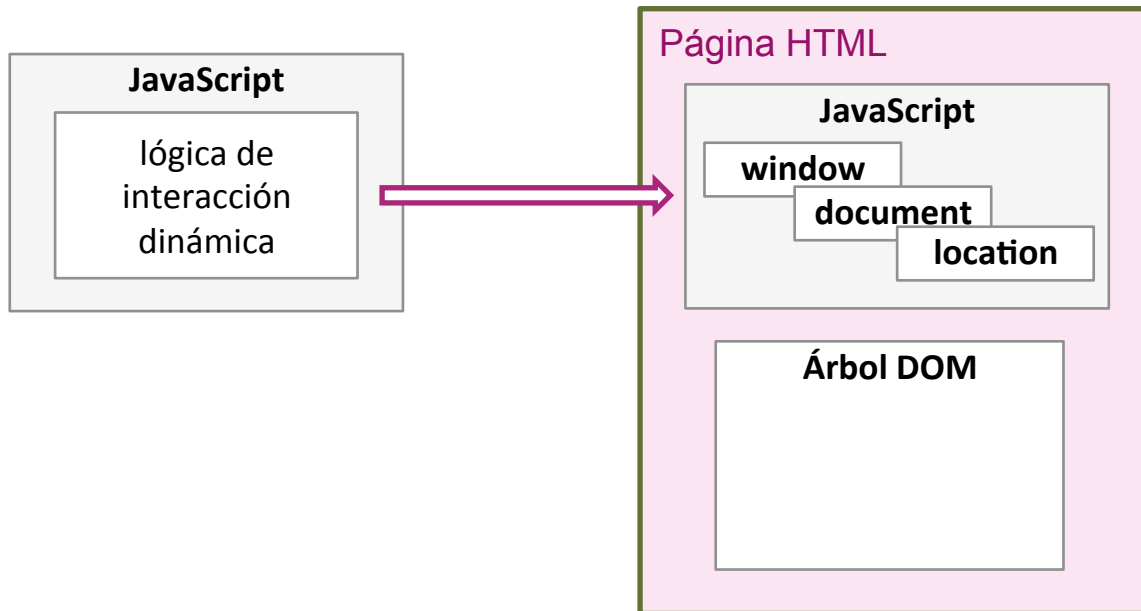 JavaScript
lógica de
interacción
dinámica
Página HTML
JavaScript
window
document
location
Árbol DOM